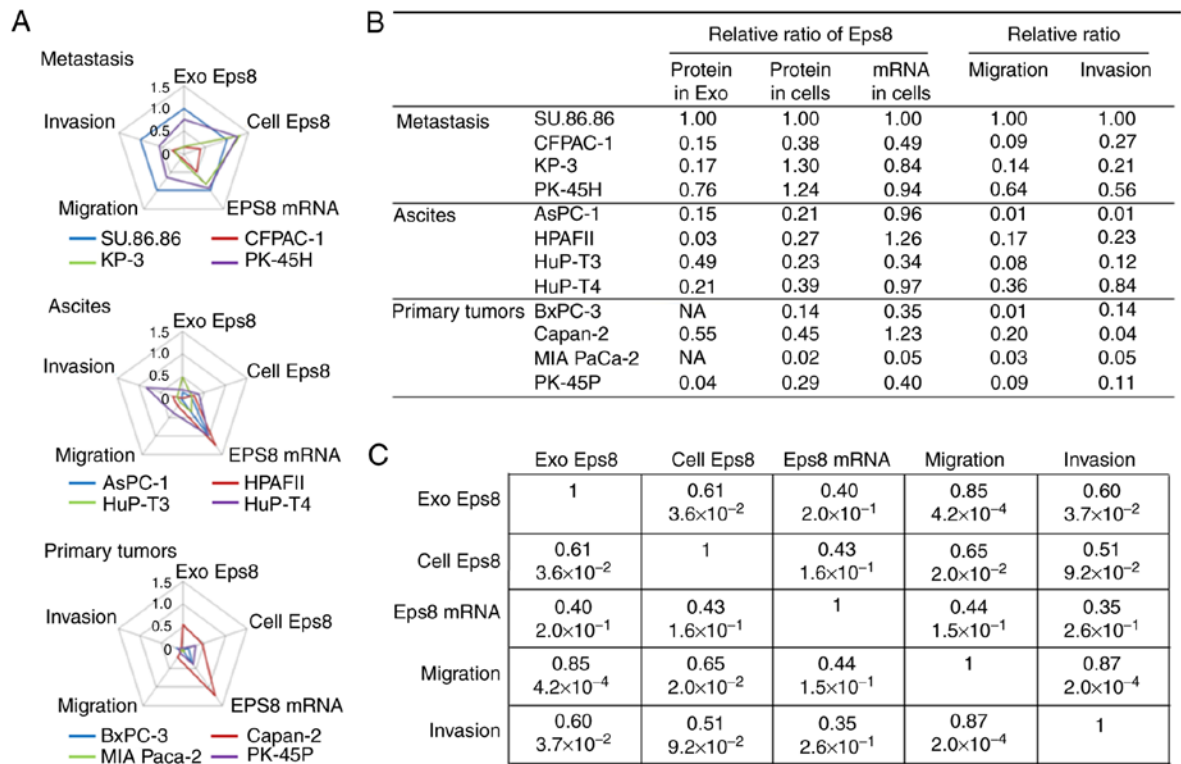 A
Metastasis
Exo Eps8
1.5
1.0
0.5
0
Invasion
Cell Eps8
Migration
EPS8 mRNA
SU.86.86 CFPAC-1
KP-3 PK-45H
Ascites
Exo Eps8
1.5
1.0
0.5
0
Invasion
Cell Eps8
Migration
EPS8 mRNA
AsPC-1 HPAFII
HuP-T3 HuP-T4
Primary tumors
Exo Eps8
1.5
1.0
0.5
0
Invasion
Cell Eps8
Migration
EPS8 mRNA
BxPC-3 Capan-2
MIA Paca-2 PK-45P
B
Relative ratio of Eps8 Relative ratio
Protein in Exo Protein in cells mRNA in cells Migration Invasion
Metastasis SU.86.86 1.00 1.00 1.00 1.00 1.00
CFPAC-1 0.15 0.38 0.49 0.09 0.27
KP-3 0.17 1.30 0.84 0.14 0.21
PK-45H 0.76 1.24 0.94 0.64 0.56
Ascites AsPC-1 0.15 0.21 0.96 0.01 0.01
HPAFII 0.03 0.27 1.26 0.17 0.23
HuP-T3 0.49 0.23 0.34 0.08 0.12
HuP-T4 0.21 0.39 0.97 0.36 0.84
Primary tumors BxPC-3 NA 0.14 0.35 0.01 0.14
Capan-2 0.55 0.45 1.23 0.20 0.04
MIA PaCa-2 NA 0.02 0.05 0.03 0.05
PK-45P 0.04 0.29 0.40 0.09 0.11
C
Exo Eps8 Cell Eps8 Eps8 mRNA Migration Invasion
Exo Eps8 1 0.61 0.40 0.85 0.60
3.6×10⁻² 2.0×10⁻¹ 4.2×10⁻⁴ 3.7×10⁻²
Cell Eps8 0.61 1 0.43 0.65 0.51
3.6×10⁻² 1.6×10⁻¹ 2.0×10⁻² 9.2×10⁻²
Eps8 mRNA 0.40 0.43 1 0.44 0.35
2.0×10⁻¹ 1.6×10⁻¹ 1.5×10⁻¹ 2.6×10⁻¹
Migration 0.85 0.65 0.44 1 0.87
4.2×10⁻⁴ 2.0×10⁻² 1.5×10⁻¹ 2.0×10⁻⁴
Invasion 0.60 0.51 0.35 0.87 1
3.7×10⁻² 9.2×10⁻² 2.6×10⁻¹ 2.0×10⁻⁴